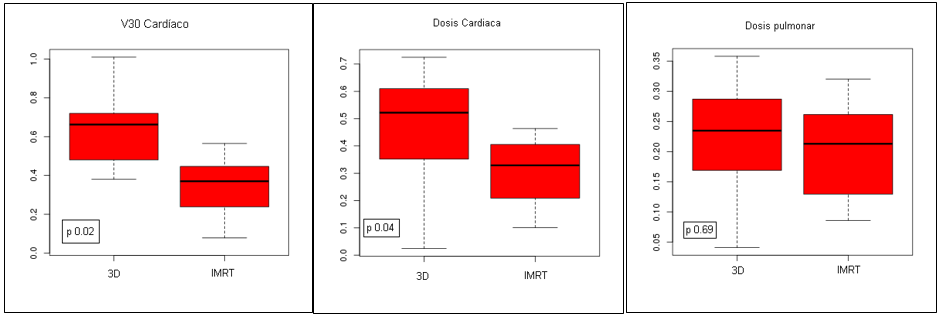 V30 Cardíaco
1.0
0.8
0.6
0.4
0.2
0.0
p 0.02
3D
IMRT
Dosis Cardiaca
0.7
0.6
0.5
0.4
0.3
0.2
0.1
0.0
p 0.04
3D
IMRT
Dosis pulmonar
0.35
0.30
0.25
0.20
0.15
0.10
0.05
p 0.69
3D
IMRT